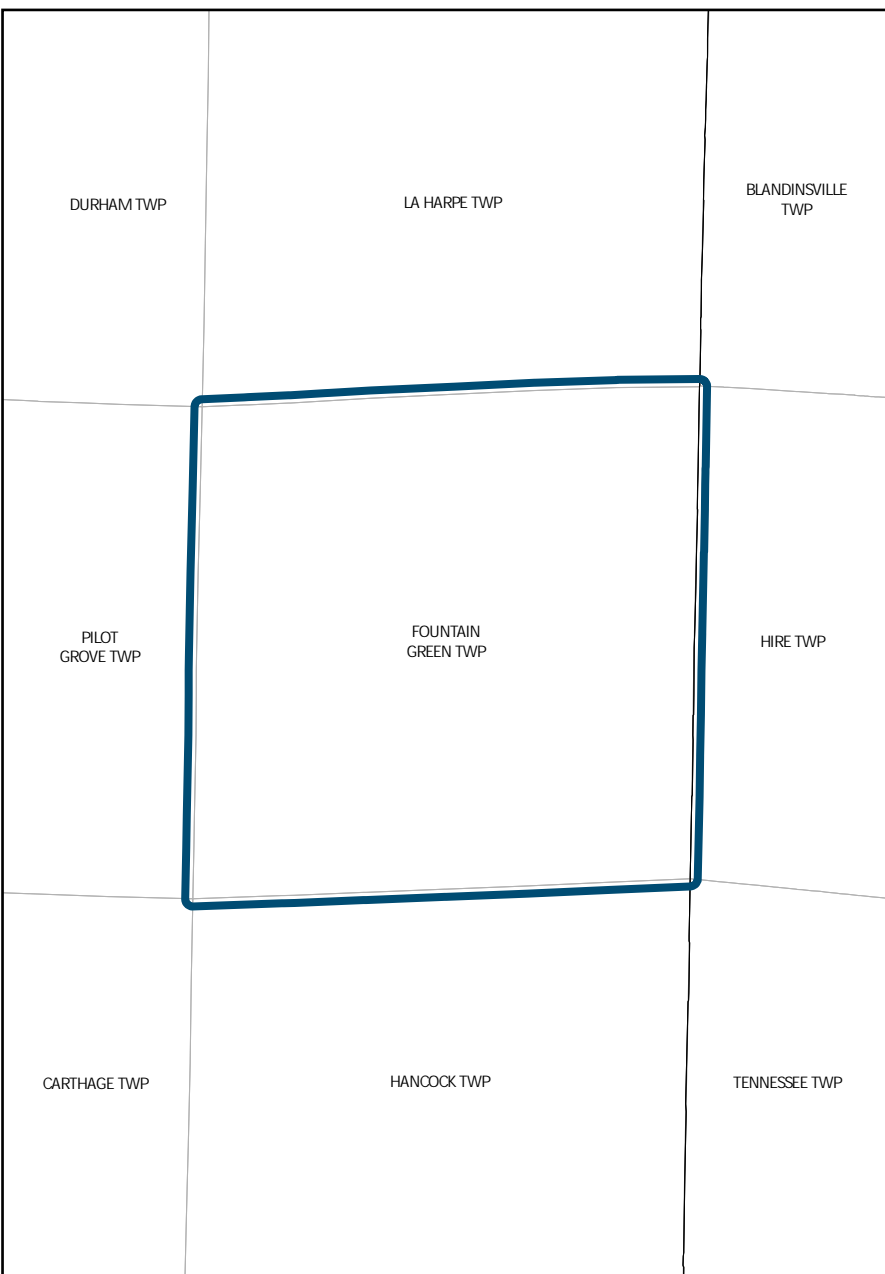 DURHAM TWP
LA HARPE TWP
BLANDINSVILLE
TWP
PILOT
GROVE TWP
FOUNTAIN
GREEN TWP
HIRE TWP
CARTHAGE TWP
HANCOCK TWP
TENNESSEE TWP